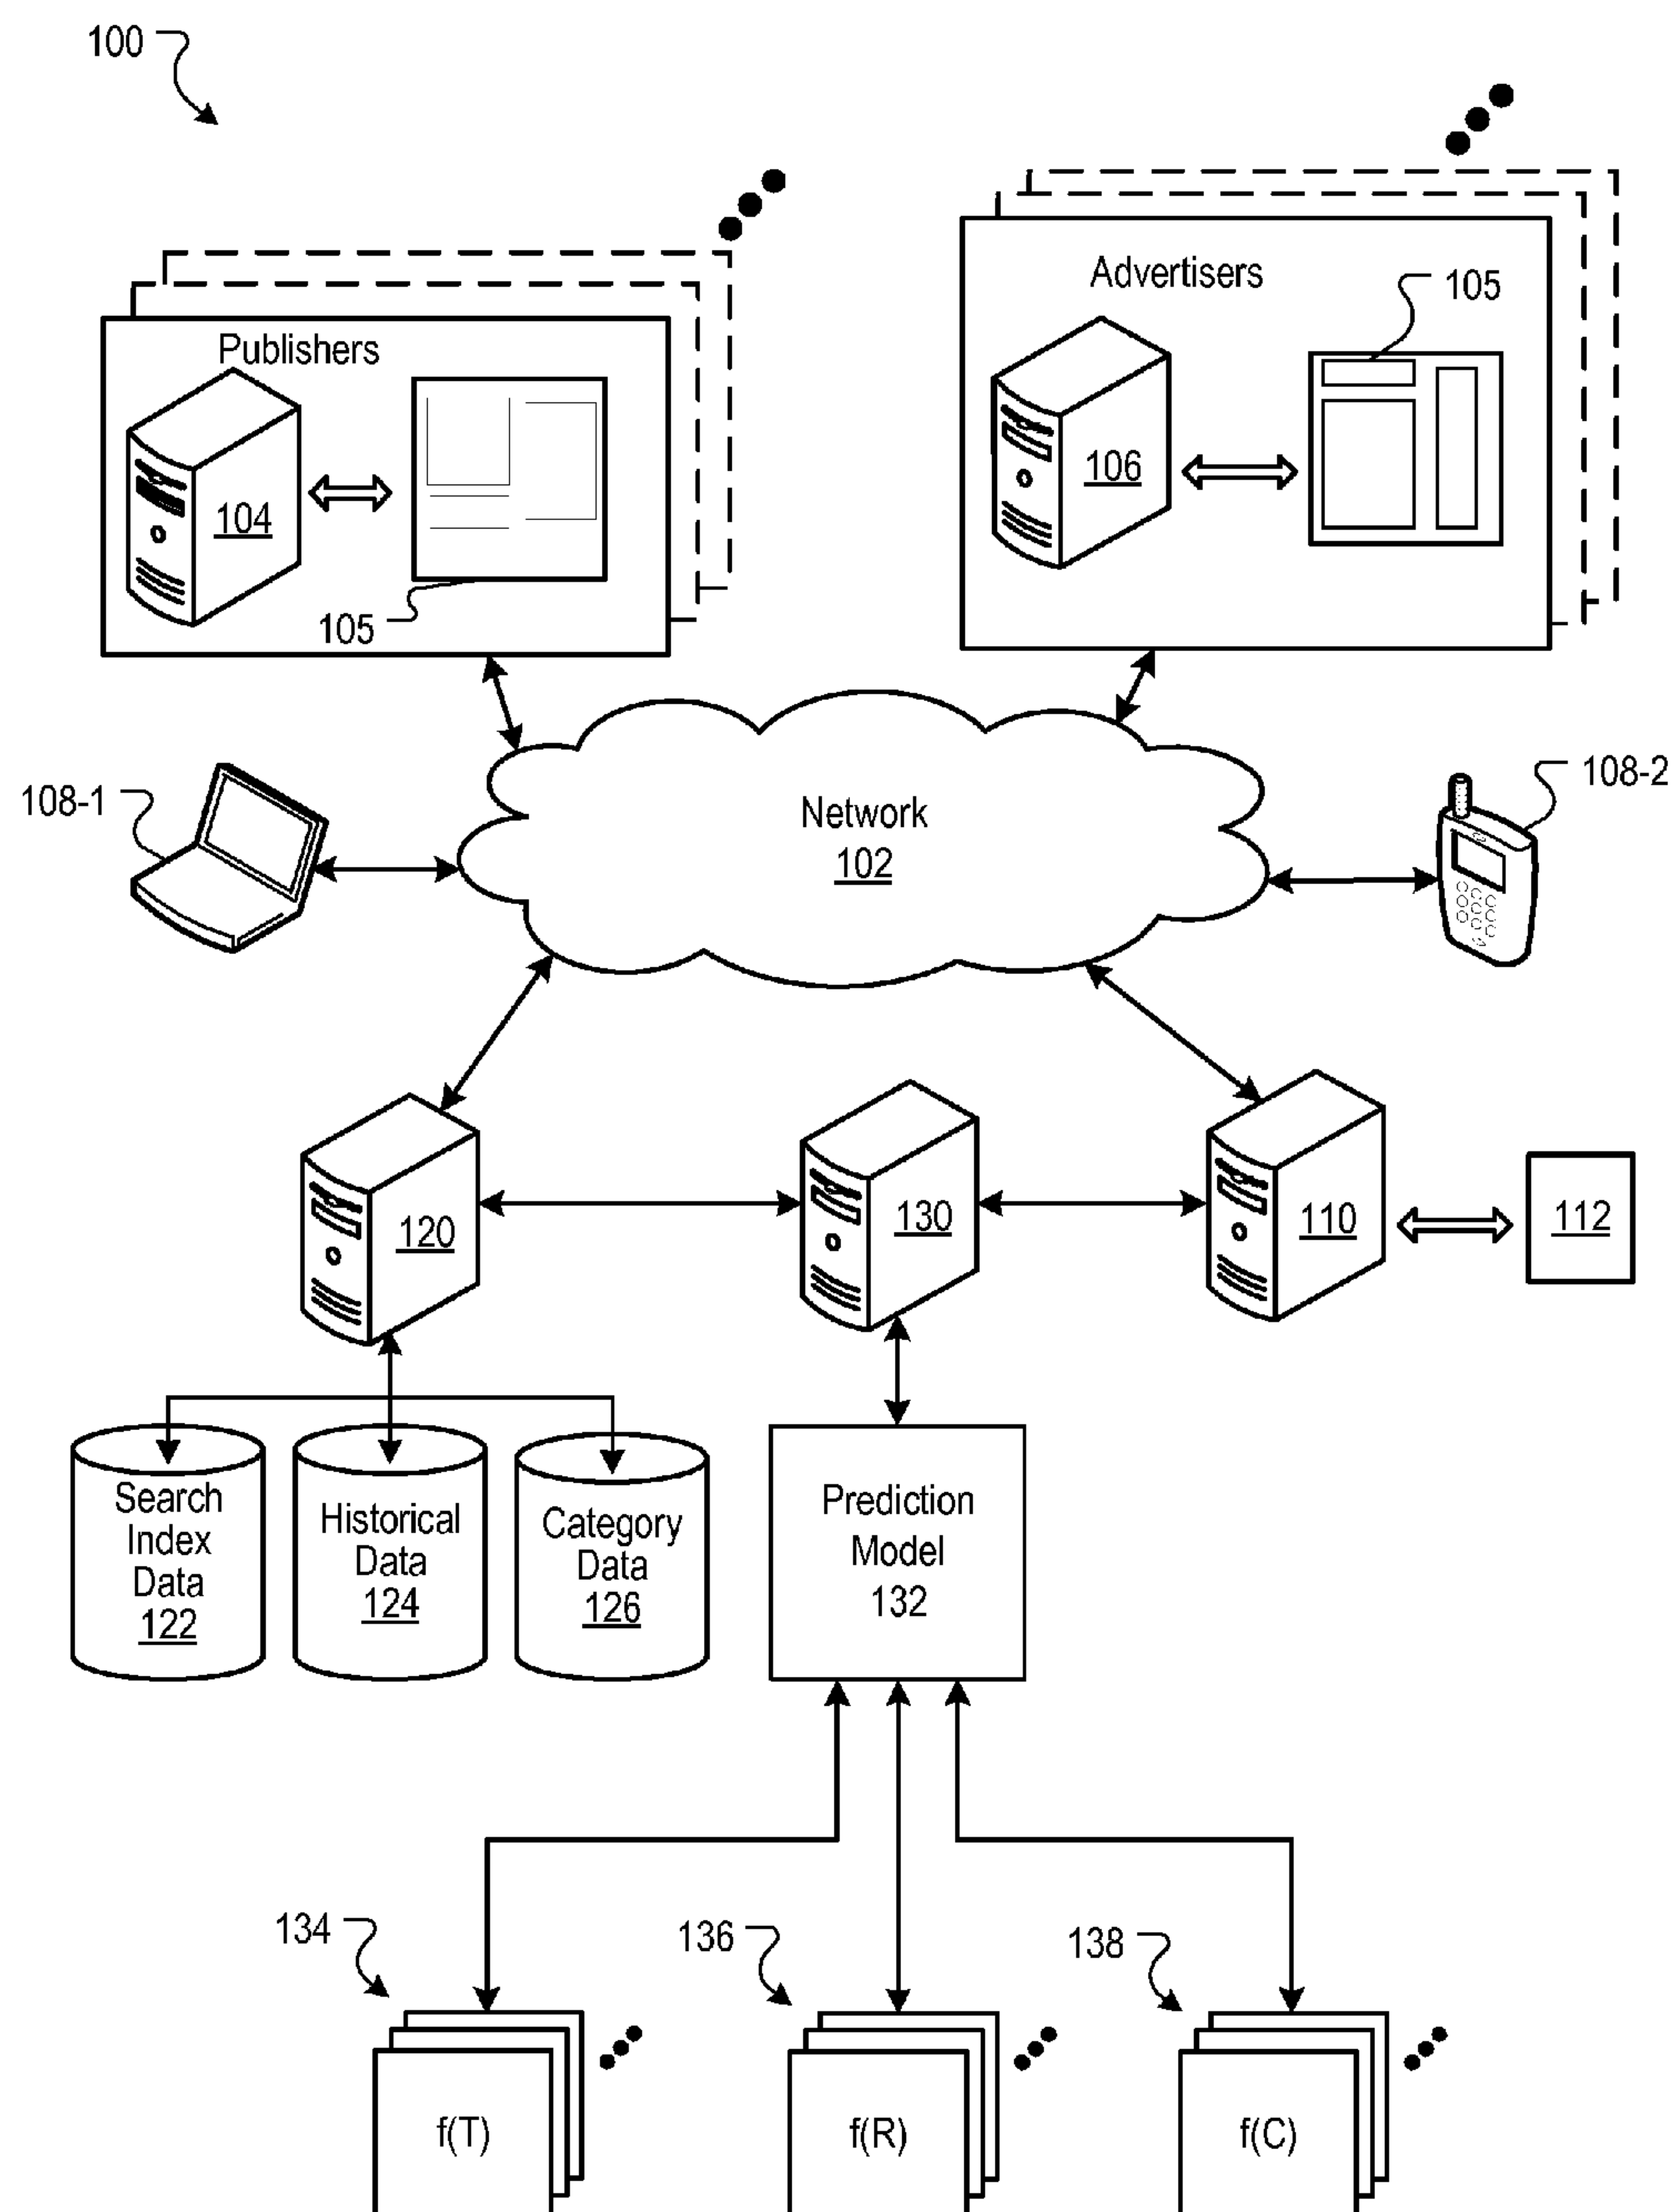 100
Publishers
104
105
Advertisers
105
106
108-1
Network
102
108-2
120
130
110
112
Search
Index
Data
122
Historical
Data
124
Category
Data
126
Prediction
Model
132
134
136
138
f(T)
f(R)
f(C)